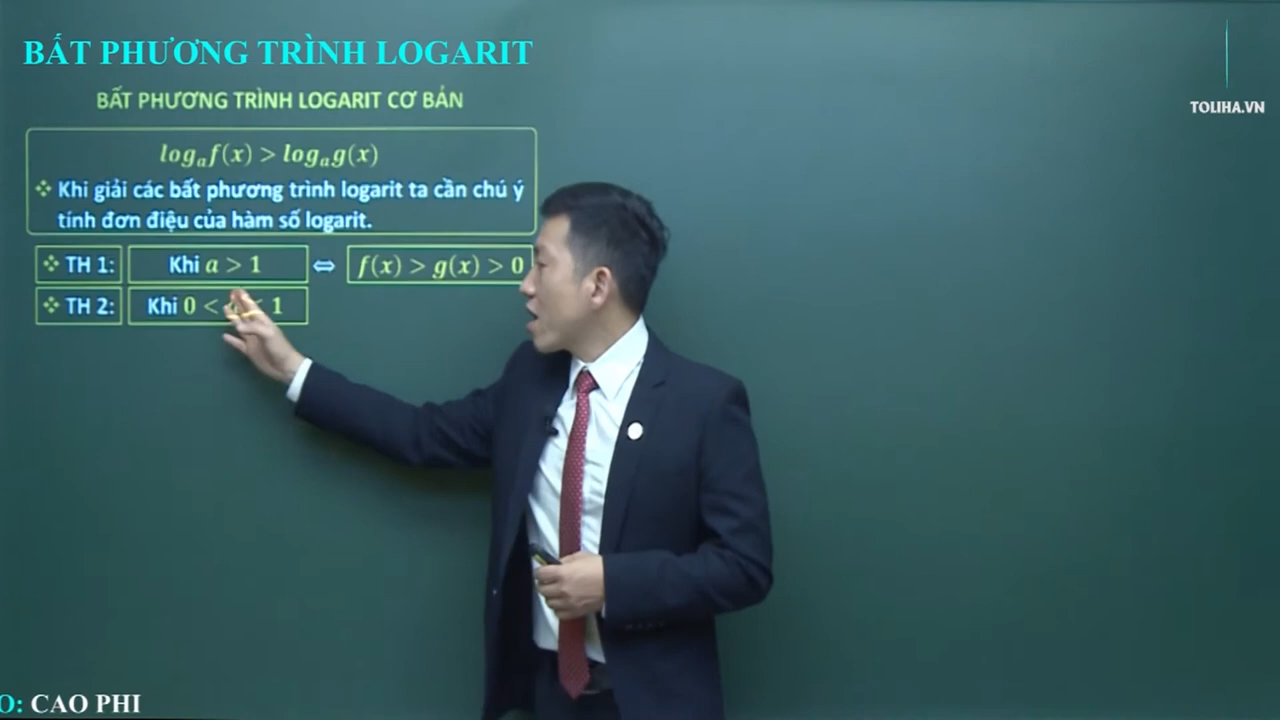 BẤT PHƯƠNG TRÌNH LOGARIT
TOLIHA.VN
BẤT PHƯƠNG TRÌNH LOGARIT CƠ BẢN
logₐf(x) > logₐg(x)
❖ Khi giải các bất phương trình logarit ta cần chú ý
tính đơn điệu của hàm số logarit.
❖ TH 1: Khi a > 1 ⇔ f(x) > g(x) > 0
❖ TH 2: Khi 0 < < 1
O: CAO PHI